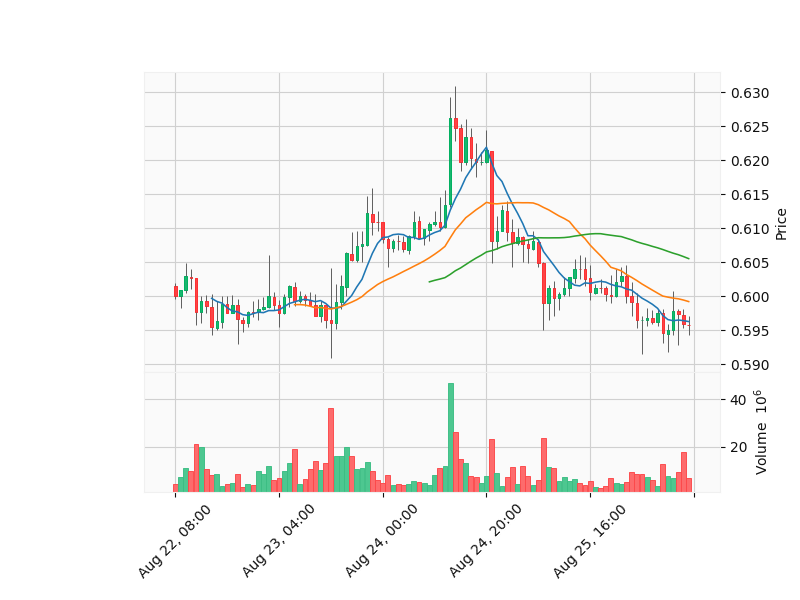 0.630
0.625
0.620
0.615
0.610
0.605
0.600
0.595
0.590
Price
40
20
Volume 10^6
Aug 22, 08:00
Aug 23, 04:00
Aug 24, 00:00
Aug 24, 20:00
Aug 25, 16:00